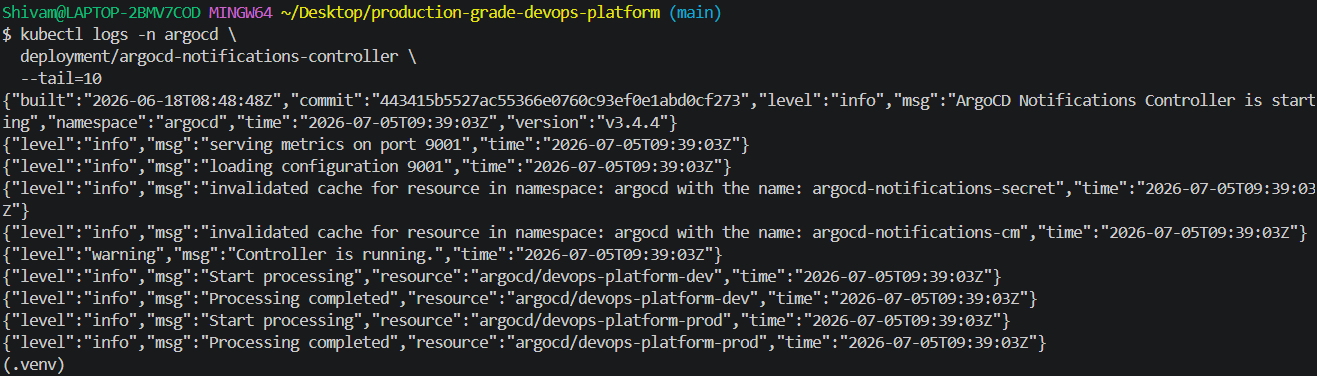 Shivam@LAPTOP-2BMV7COD MINGW64 ~/Desktop/production-grade-devops-platform (main)
$ kubectl logs -n argocd \
  deployment/argocd-notifications-controller \
  --tail=10
{"built":"2026-06-18T08:48:48Z","commit":"443415b5527ac55366e0760c93ef0e1abd0cf273","level":"info","msg":"ArgoCD Notifications Controller is start
ing","namespace":"argocd","time":"2026-07-05T09:39:03Z","version":"v3.4.4"}
{"level":"info","msg":"serving metrics on port 9001","time":"2026-07-05T09:39:03Z"}
{"level":"info","msg":"loading configuration 9001","time":"2026-07-05T09:39:03Z"}
{"level":"info","msg":"invalidated cache for resource in namespace: argocd with the name: argocd-notifications-secret","time":"2026-07-05T09:39:03
Z"}
{"level":"info","msg":"invalidated cache for resource in namespace: argocd with the name: argocd-notifications-cm","time":"2026-07-05T09:39:03Z"}
{"level":"warning","msg":"Controller is running.","time":"2026-07-05T09:39:03Z"}
{"level":"info","msg":"Start processing","resource":"argocd/devops-platform-dev","time":"2026-07-05T09:39:03Z"}
{"level":"info","msg":"Processing completed","resource":"argocd/devops-platform-dev","time":"2026-07-05T09:39:03Z"}
{"level":"info","msg":"Start processing","resource":"argocd/devops-platform-prod","time":"2026-07-05T09:39:03Z"}
{"level":"info","msg":"Processing completed","resource":"argocd/devops-platform-prod","time":"2026-07-05T09:39:03Z"}
(.venv)